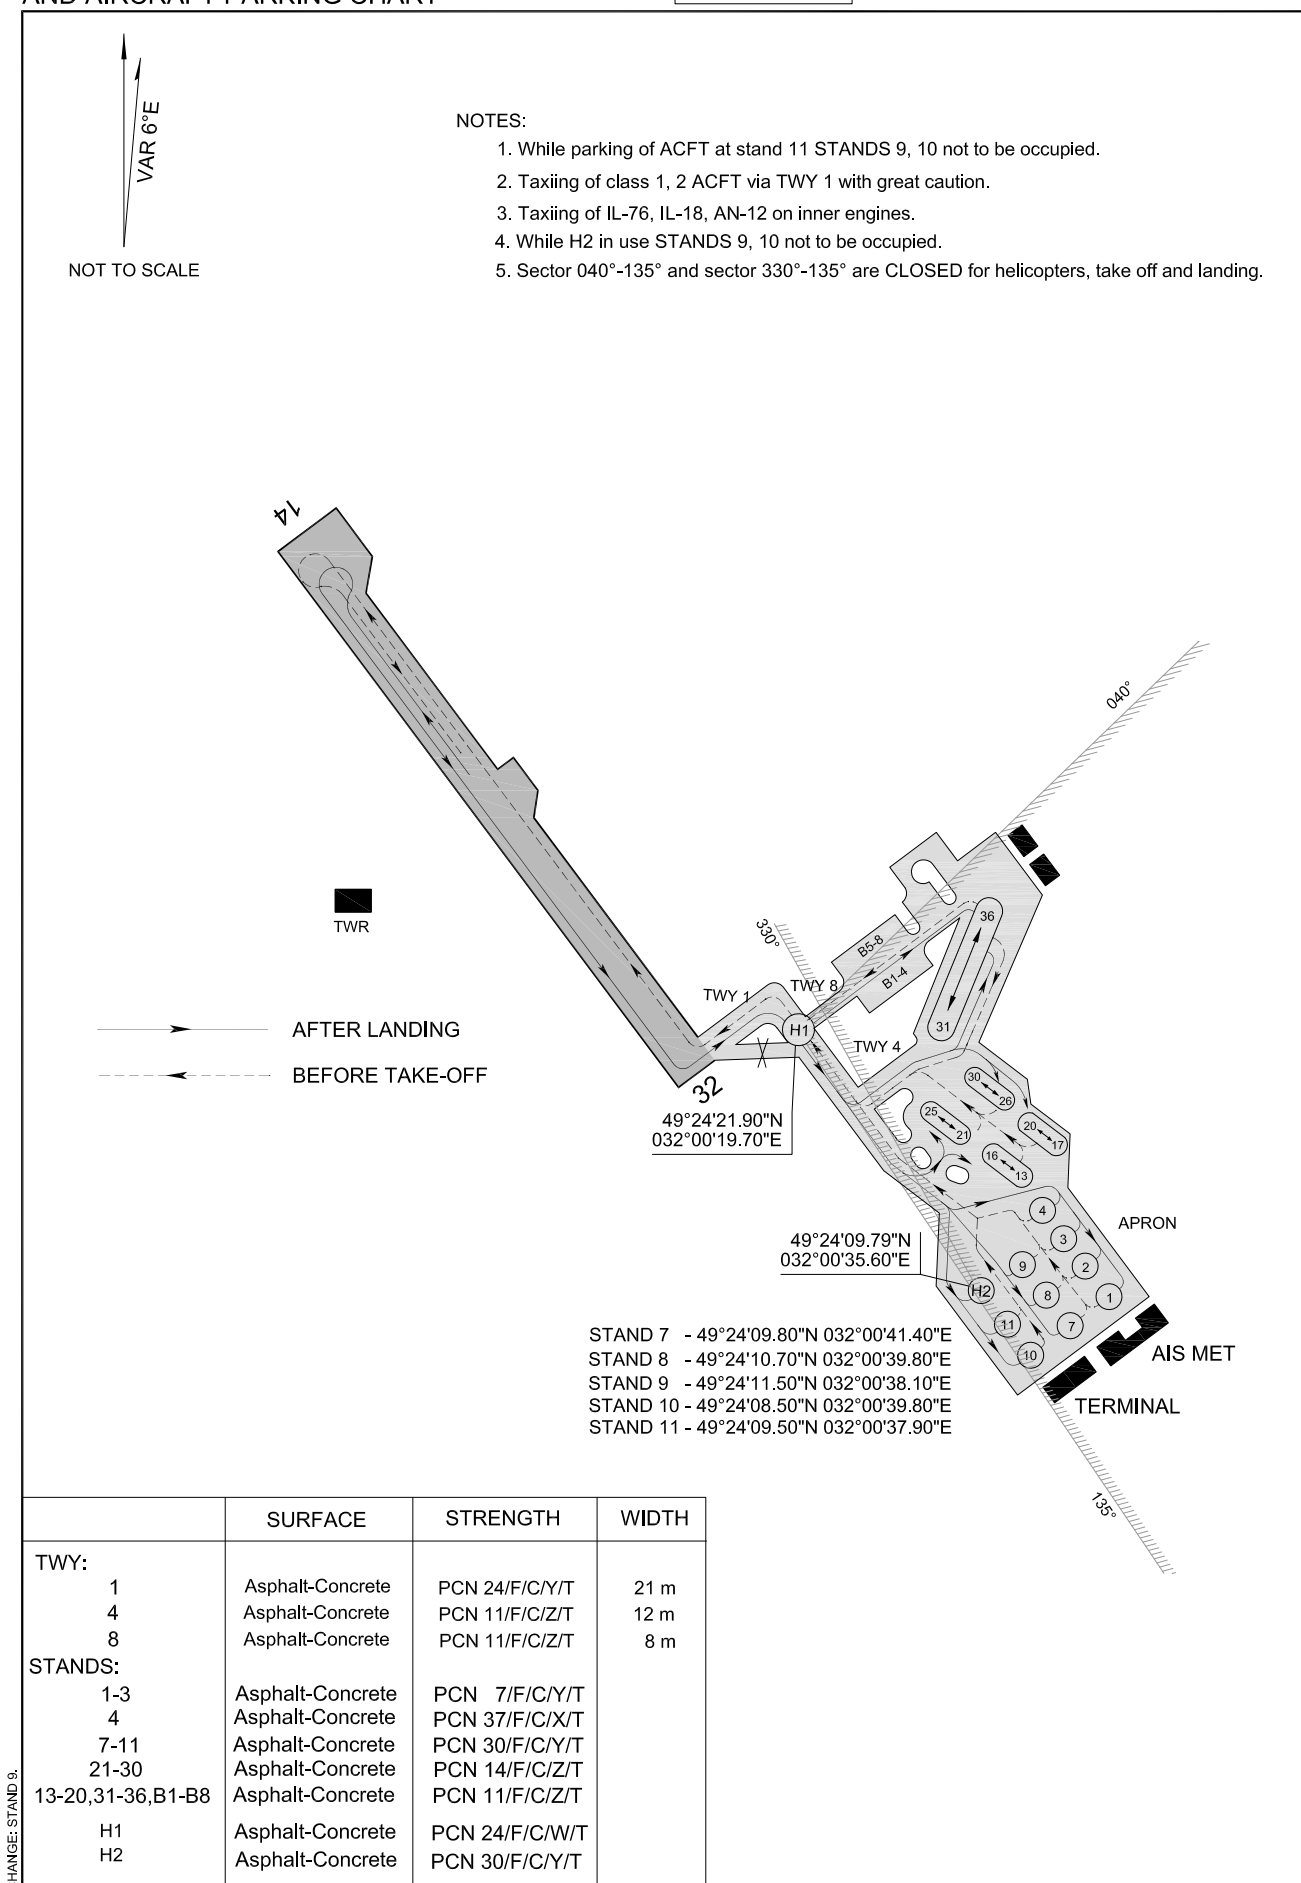 AND AIRCRAFT PARKING CHART
VAR 6°E
NOT TO SCALE
NOTES:
1. While parking of ACFT at stand 11 STANDS 9, 10 not to be occupied.
2. Taxiing of class 1, 2 ACFT via TWY 1 with great caution.
3. Taxiing of IL-76, IL-18, AN-12 on inner engines.
4. While H2 in use STANDS 9, 10 not to be occupied.
5. Sector 040°-135° and sector 330°-135° are CLOSED for helicopters, take off and landing.
14
040°
TWR
330°
36
B5-8
B1-4
TWY 1
TWY 8
H1
31
TWY 4
AFTER LANDING
BEFORE TAKE-OFF
32
49°24'21.90"N
032°00'19.70"E
30
26
25
21
20
17
16
13
4
3
2
1
9
8
7
H2
11
10
APRON
49°24'09.79"N
032°00'35.60"E
STAND 7 - 49°24'09.80"N 032°00'41.40"E
STAND 8 - 49°24'10.70"N 032°00'39.80"E
STAND 9 - 49°24'11.50"N 032°00'38.10"E
STAND 10 - 49°24'08.50"N 032°00'39.80"E
STAND 11 - 49°24'09.50"N 032°00'37.90"E
AIS MET
TERMINAL
135°
SURFACE STRENGTH WIDTH
TWY:
1 Asphalt-Concrete PCN 24/F/C/Y/T 21 m
4 Asphalt-Concrete PCN 11/F/C/Z/T 12 m
8 Asphalt-Concrete PCN 11/F/C/Z/T 8 m
STANDS:
1-3 Asphalt-Concrete PCN 7/F/C/Y/T
4 Asphalt-Concrete PCN 37/F/C/X/T
7-11 Asphalt-Concrete PCN 30/F/C/Y/T
21-30 Asphalt-Concrete PCN 14/F/C/Z/T
13-20,31-36,B1-B8 Asphalt-Concrete PCN 11/F/C/Z/T
H1 Asphalt-Concrete PCN 24/F/C/W/T
H2 Asphalt-Concrete PCN 30/F/C/Y/T
HANGE: STAND 9.